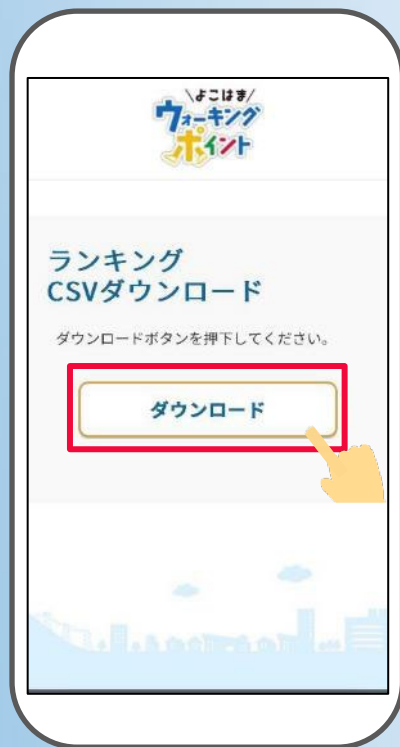 \よこはま/
ウォーキング
ポイント
ランキング
CSVダウンロード
ダウンロードボタンを押下してください。
ダウンロード